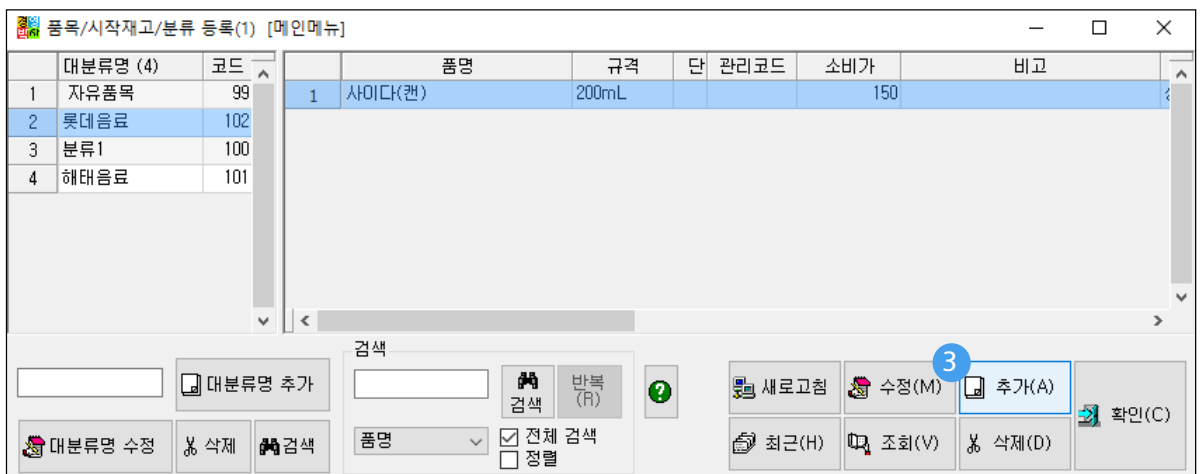 품목/시작재고/분류 등록(1) [메인메뉴]
대분류명 (4) 코드
1 자유품목 99
2 롯데음료 102
3 분류1 100
4 해태음료 101
품명 규격 단 관리코드 소비가 비고
1 사이다(캔) 200mL 150
대분류명 추가
대분류명 수정 삭제 검색
검색
검색 반복(R)
품명 전체 검색
정렬
3
새로고침 수정(M) 추가(A)
최근(H) 조회(V) 삭제(D)
확인(C)